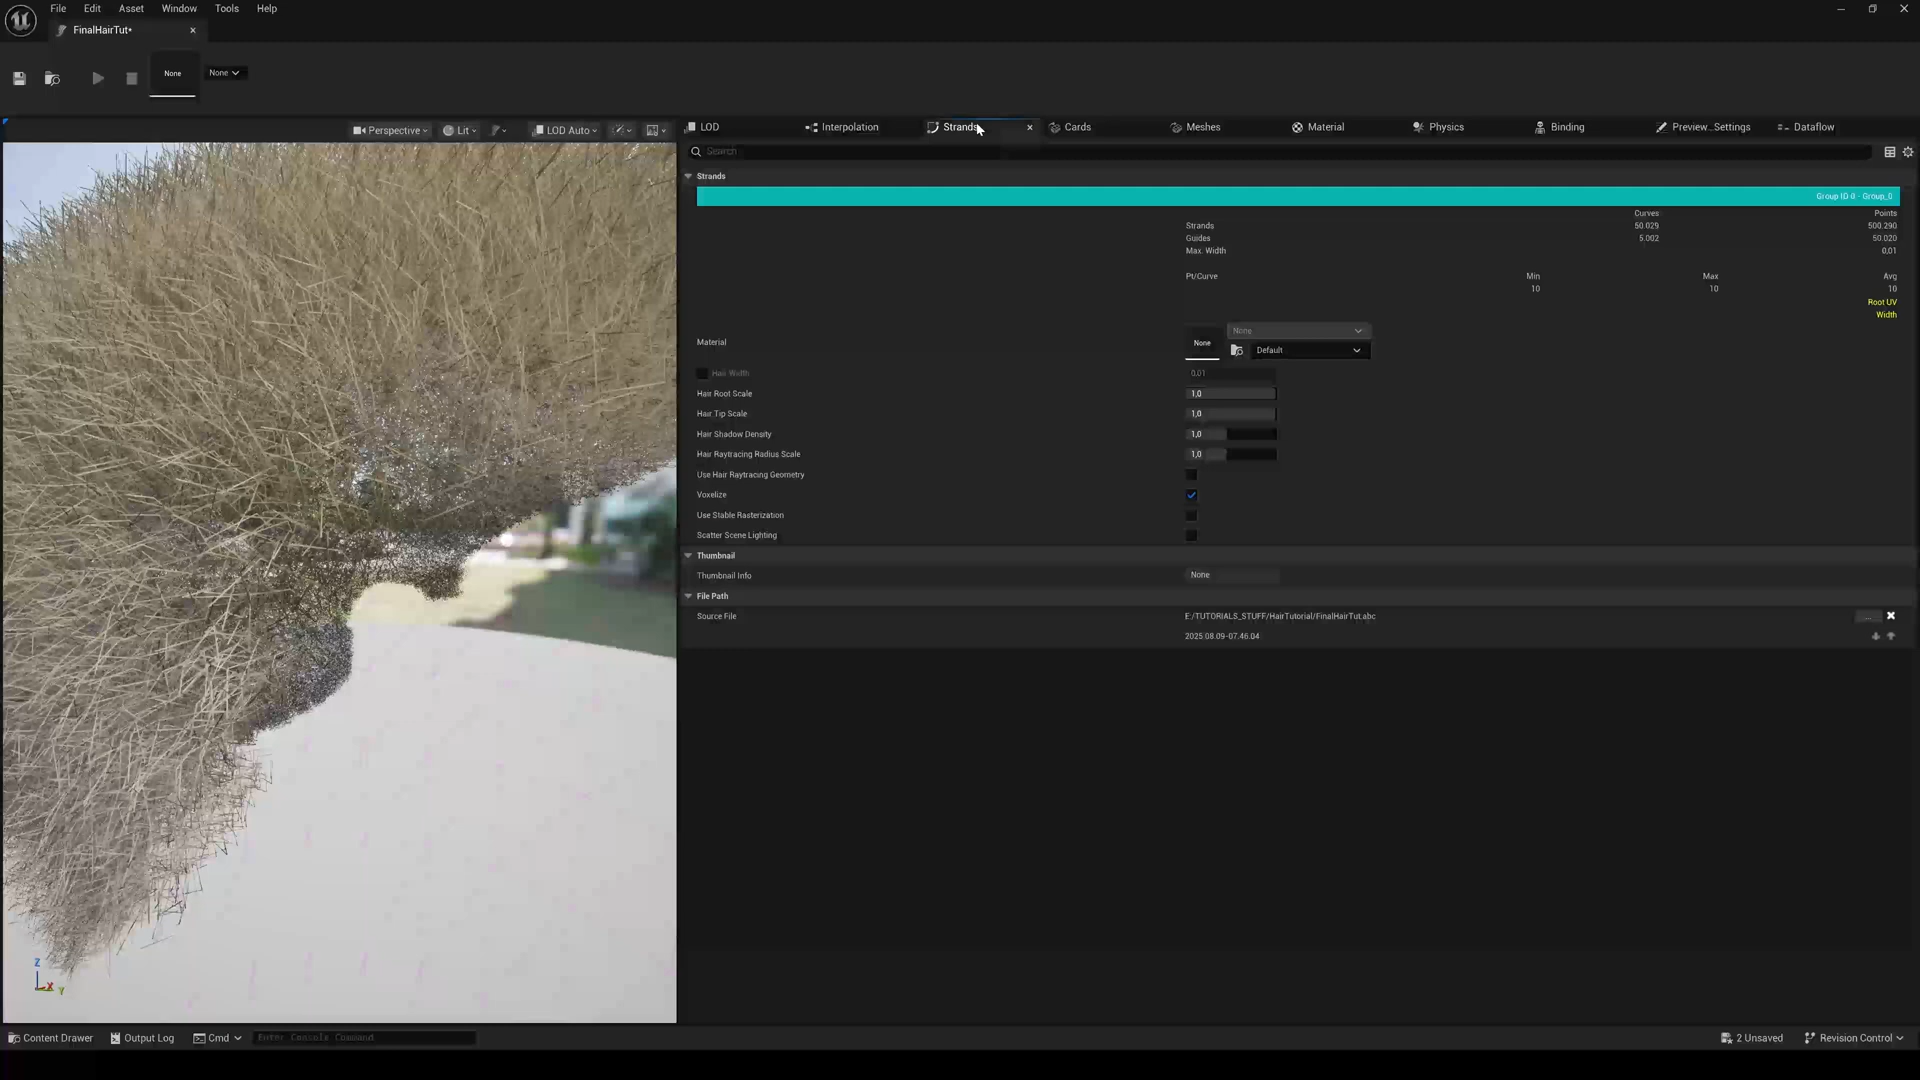 File Edit Asset Window Tools Help
FinalHairTut•
None None
Perspective Lit LOD Auto
LOD Interpolation Strands Cards Meshes Material Physics Binding Preview...Settings Dataflow
Search
Strands
Group ID 0 - Group_0
Curves Points
Strands 50.029 500.290
Guides 5.002 50.020
Max. Width 0,01
Pt/Curve Min Max Avg
10 10 10
Root UV
Width
Material None None
Default
Hair Width 0,01
Hair Root Scale 1,0
Hair Tip Scale 1,0
Hair Shadow Density 1,0
Hair Raytracing Radius Scale 1,0
Use Hair Raytracing Geometry
Voxelize
Use Stable Rasterization
Scatter Scene Lighting
Thumbnail
Thumbnail Info None
File Path
Source File E:/TUTORIALS_STUFF/HairTutorial/FinalHairTut.abc
...
2025.08.09-07.46.04
Z
X
Y
Content Drawer Output Log Cmd Enter Console Command 2 Unsaved Revision Control